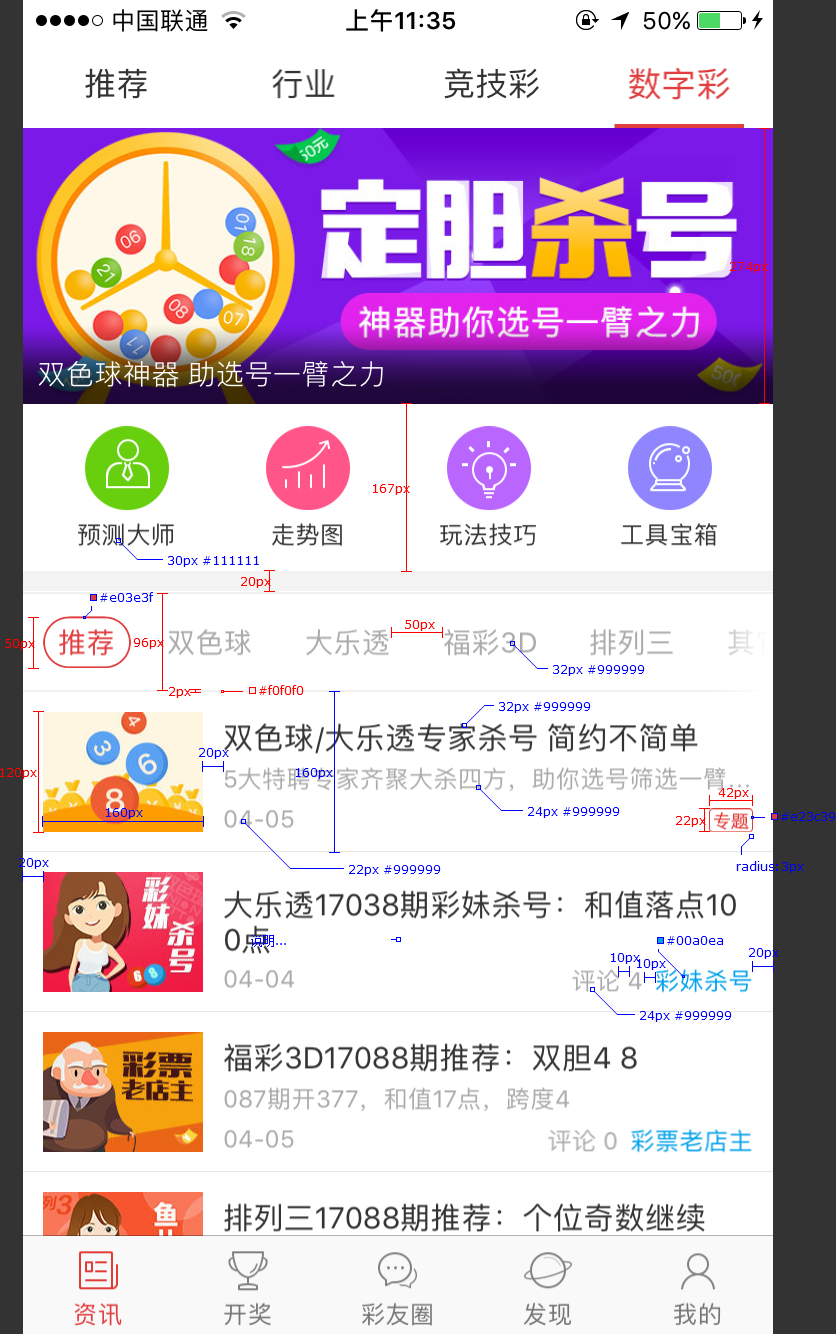 中国联通 上午11:35 50%
推荐 行业 竞技彩 数字彩
50元
定胆杀号
274px
神器助你选号一臂之力
双色球神器 助选号一臂之力
06 01 18 21 08 07 11
500
167px
预测大师 走势图 玩法技巧 工具宝箱
30px #111111
20px
#e03e3f
50px 推荐 96px 双色球 大乐透 50px 福彩3D 排列三 其它
32px #999999
2px #f0f0f0
32px #999999
双色球/大乐透专家杀号 简约不简单
20px
120px 160px
5大特聘专家齐聚大杀四方，助你选号筛选一臂...
4 3 6 8
42px
160px
24px #999999
04-05
22px 专题 #e23c39
20px
22px #999999
radius: 3px
彩妹杀号
6 8
大乐透17038期彩妹杀号：和值落点10
0点
说明...
#00a0ea
10px 10px 20px
04-04 评论 4 彩妹杀号
24px #999999
彩票老店主
福彩3D17088期推荐：双胆4 8
087期开377，和值17点，跨度4
04-05 评论 0 彩票老店主
列3
鱼
排列三17088期推荐：个位奇数继续
资讯 开奖 彩友圈 发现 我的